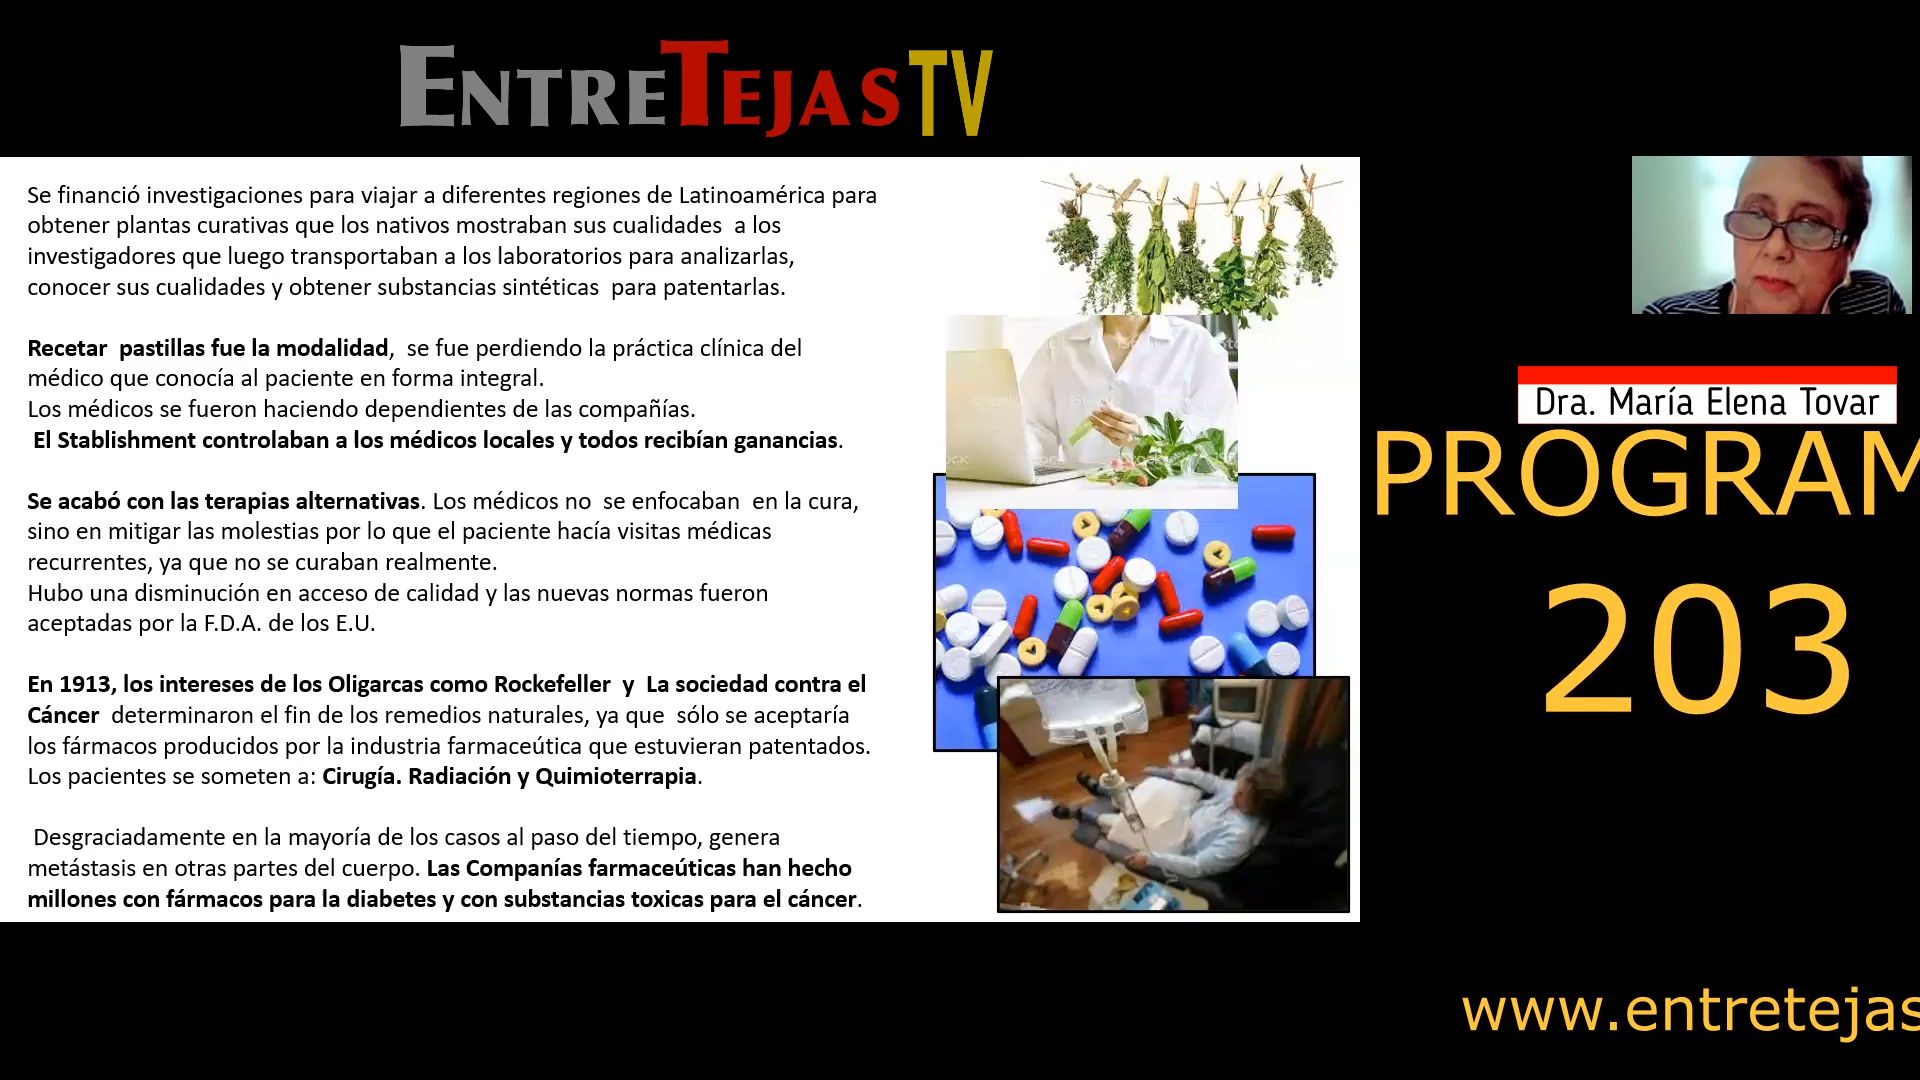 ENTRETEJAS TV
Se financió investigaciones para viajar a diferentes regiones de Latinoamérica para
obtener plantas curativas que los nativos mostraban sus cualidades  a los
investigadores que luego transportaban a los laboratorios para analizarlas,
conocer sus cualidades y obtener substancias sintéticas  para patentarlas.
Recetar  pastillas fue la modalidad,  se fue perdiendo la práctica clínica del
médico que conocía al paciente en forma integral.
Los médicos se fueron haciendo dependientes de las compañías.
El Stablishment controlaban a los médicos locales y todos recibían ganancias.
Se acabó con las terapias alternativas. Los médicos no  se enfocaban  en la cura,
sino en mitigar las molestias por lo que el paciente hacía visitas médicas
recurrentes, ya que no se curaban realmente.
Hubo una disminución en acceso de calidad y las nuevas normas fueron
aceptadas por la F.D.A. de los E.U.
En 1913, los intereses de los Oligarcas como Rockefeller  y  La sociedad contra el
Cáncer  determinaron el fin de los remedios naturales, ya que  sólo se aceptaría
los fármacos producidos por la industria farmaceútica que estuvieran patentados.
Los pacientes se someten a: Cirugía. Radiación y Quimioterrapia.
Desgraciadamente en la mayoría de los casos al paso del tiempo, genera
metástasis en otras partes del cuerpo. Las Companías farmaceúticas han hecho
millones con fármacos para la diabetes y con substancias toxicas para el cáncer.
Dra. María Elena Tovar
PROGRAM
203
www.entretejas